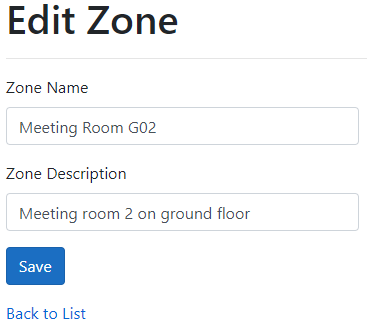 Edit Zone
Zone Name
Meeting Room G02
Zone Description
Meeting room 2 on ground floor
Save
Back to List